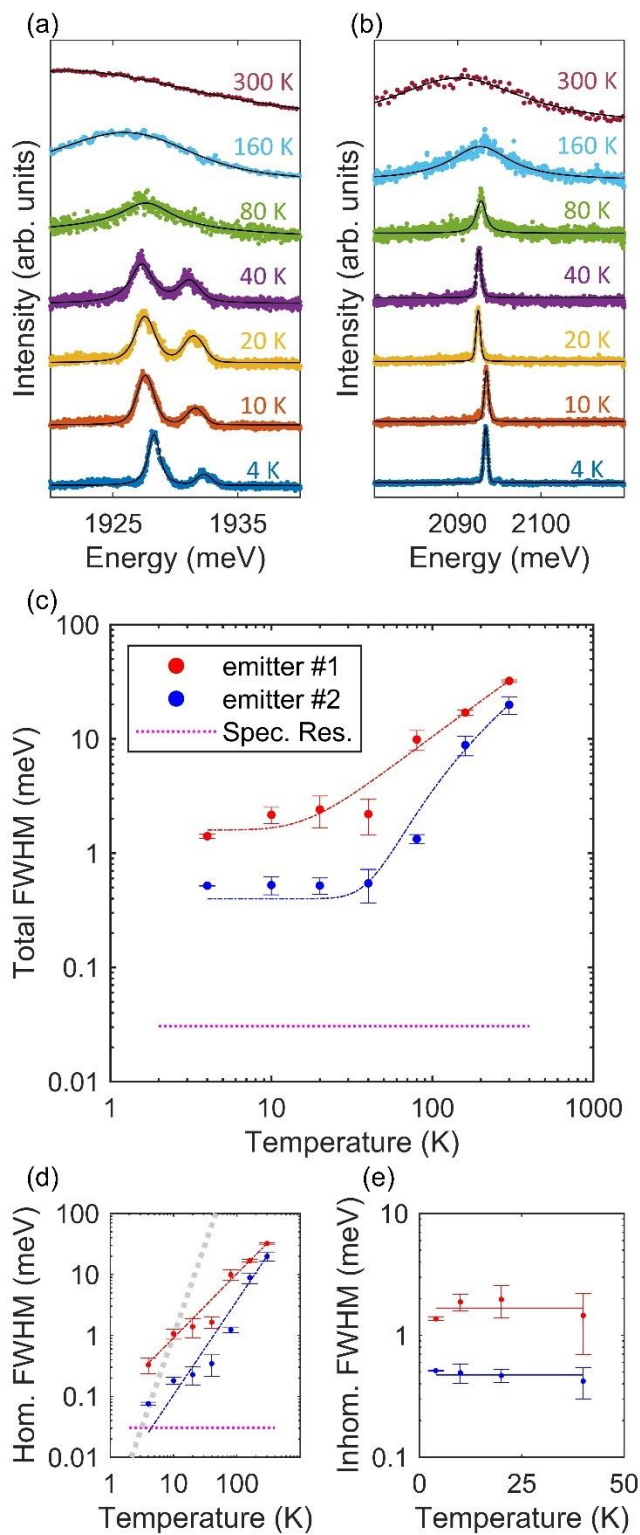 (a)
300 K
160 K
80 K
40 K
20 K
10 K
4 K
Intensity (arb. units)
1925 1935
Energy (meV)
(b)
300 K
160 K
80 K
40 K
20 K
10 K
4 K
Intensity (arb. units)
2090 2100
Energy (meV)
(c)
100
10
1
0.1
0.01
Total FWHM (meV)
emitter #1
emitter #2
Spec. Res.
1 10 100 1000
Temperature (K)
(d)
100
10
1
0.1
0.01
Hom. FWHM (meV)
1 10 100
Temperature (K)
(e)
10
1
0.1
Inhom. FWHM (meV)
0 25 50
Temperature (K)